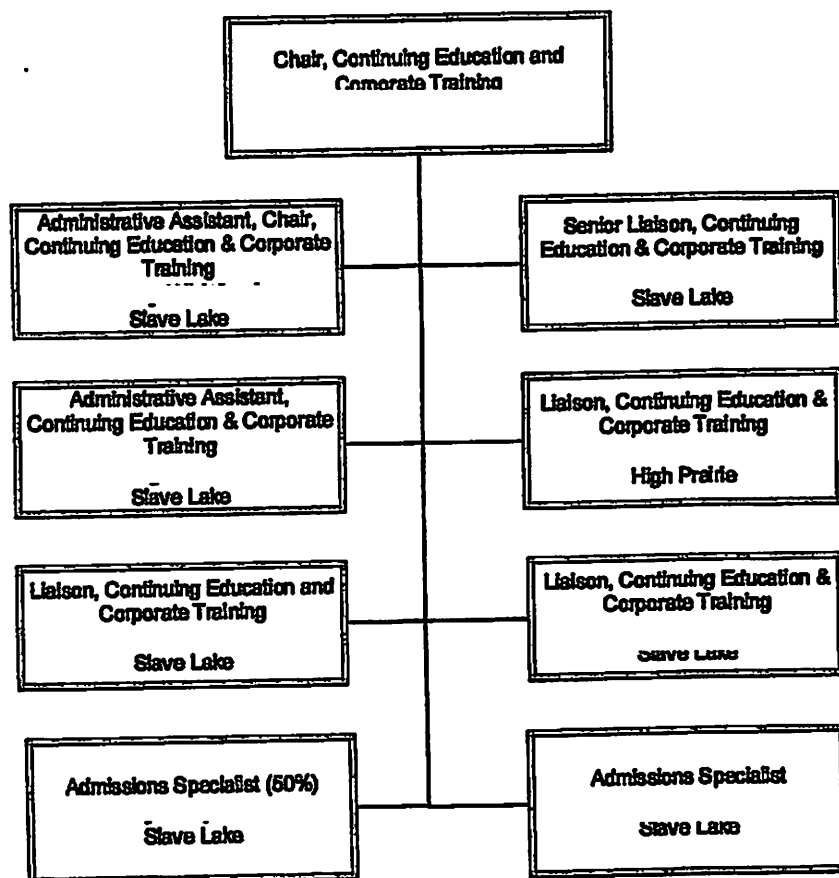 Chair, Continuing Education and
Corporate Training
Administrative Assistant, Chair,
Continuing Education & Corporate
Training
Slave Lake
Senior Liaison, Continuing
Education & Corporate Training
Slave Lake
Administrative Assistant,
Continuing Education & Corporate
Training
Slave Lake
Liaison, Continuing Education &
Corporate Training
High Prairie
Liaison, Continuing Education and
Corporate Training
Slave Lake
Liaison, Continuing Education &
Corporate Training
Slave Lake
Admissions Specialist (50%)
Slave Lake
Admissions Specialist
Slave Lake